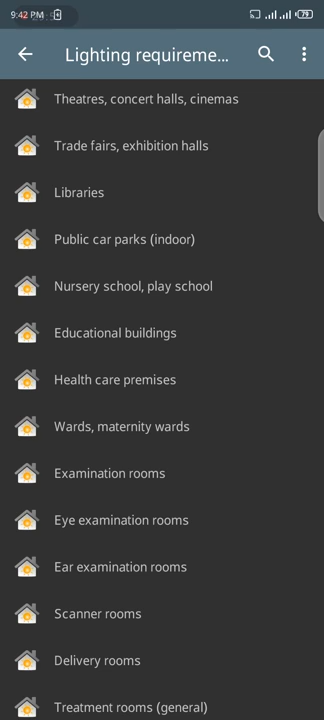 9:42 PM
79
Lighting requireme...
Theatres, concert halls, cinemas
Trade fairs, exhibition halls
Libraries
Public car parks (indoor)
Nursery school, play school
Educational buildings
Health care premises
Wards, maternity wards
Examination rooms
Eye examination rooms
Ear examination rooms
Scanner rooms
Delivery rooms
Treatment rooms (general)